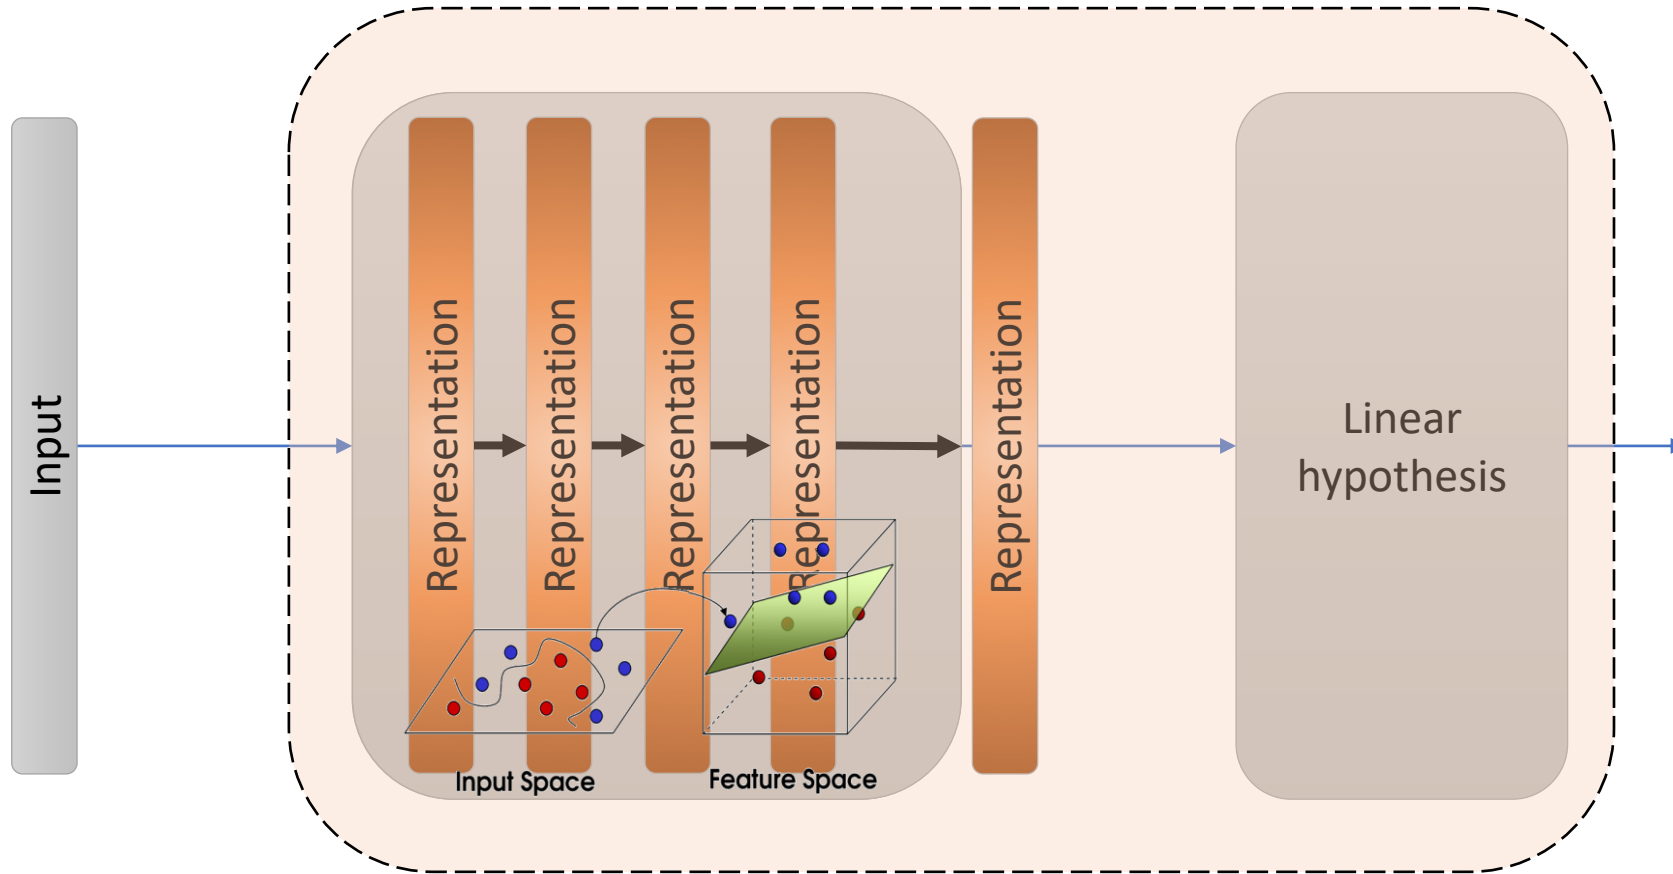 Input
Representation
Representation
Representation
Representation
Representation
Linear
hypothesis
Input Space
Feature Space